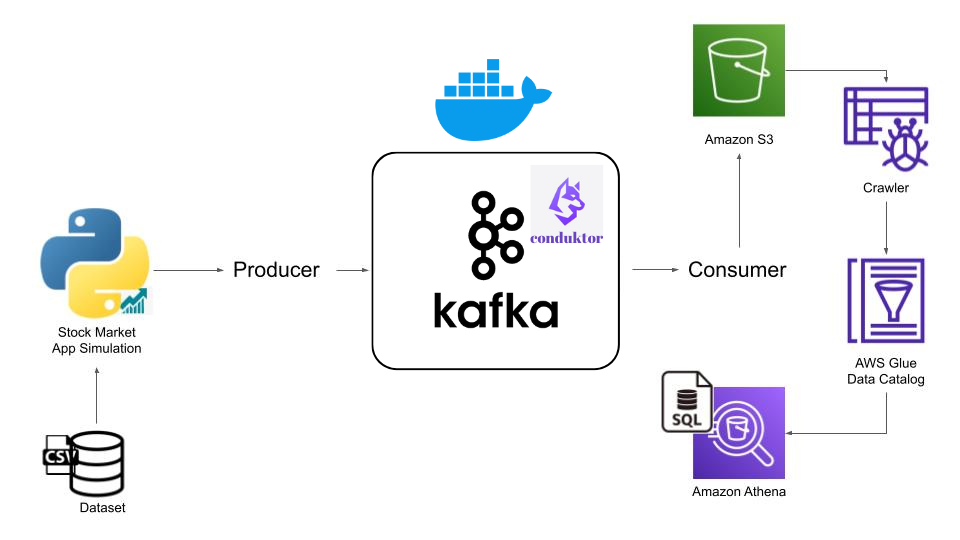 Amazon S3
Crawler
conduktor
kafka
Producer
Consumer
Stock Market
App Simulation
AWS Glue
Data Catalog
SQL
CSV
Amazon Athena
Dataset